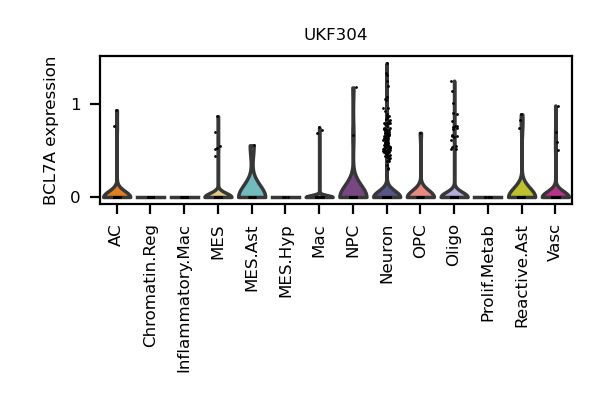 UKF304
BCL7A expression
1
0
AC
Chromatin.Reg
Inflammatory.Mac
MES
MES.Ast
MES.Hyp
Mac
NPC
Neuron
OPC
Oligo
Prolif.Metab
Reactive.Ast
Vasc